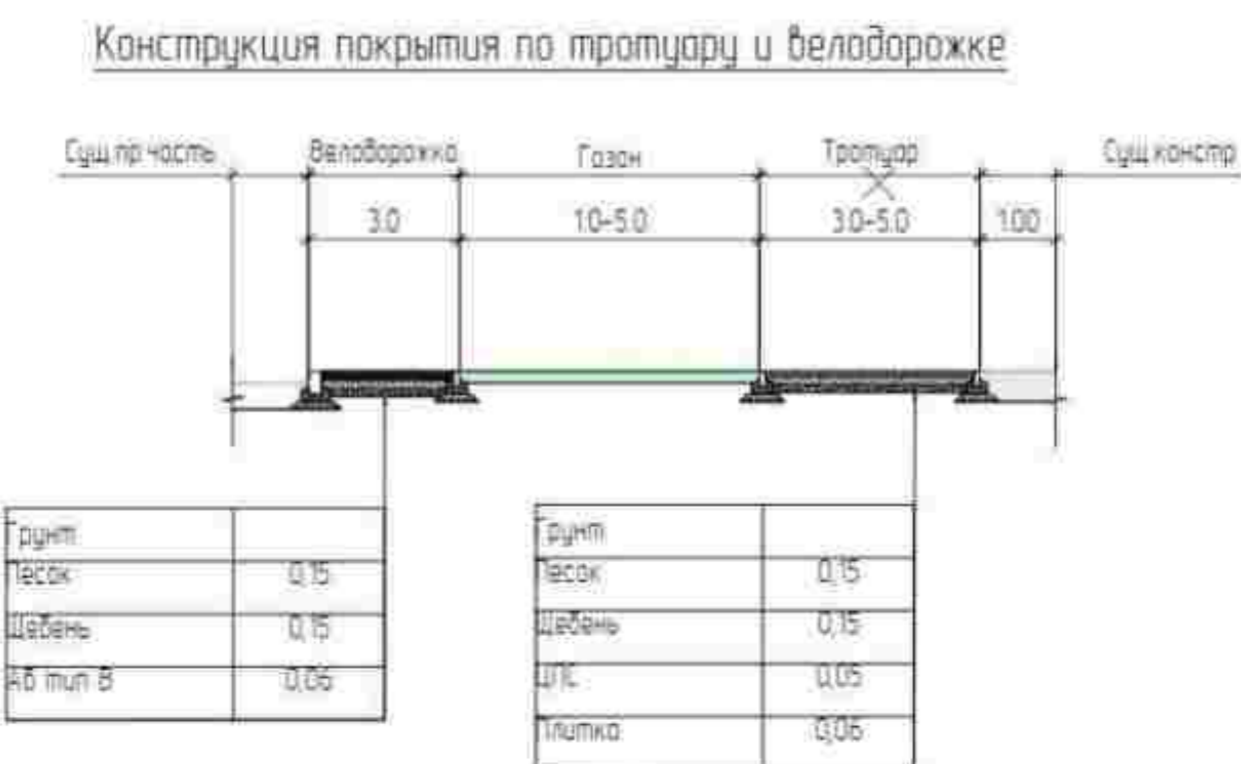 Конструкция покрытия по тротуару и велодорожке
Сущ.пр.часть Велодорожка Газон Тротуар Сущ.констр
3.0 1.0-5.0 3.0-5.0 1.00
Грунт
Песок 0,15
Щебень 0,15
Аб тип В 0,06
Грунт
Песок 0,15
Щебень 0,15
ЦПС 0,05
Плитка 0,06